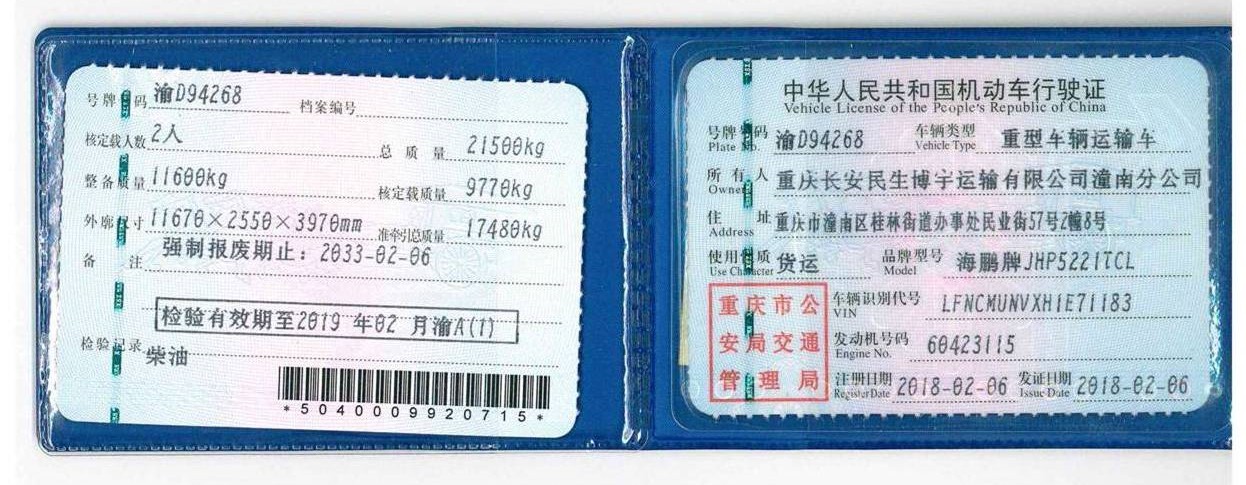 号牌号码 渝D94268 档案编号
核定载人数 2人 总质量 21500kg
整备质量 11600kg 核定载质量 9770kg
外廓尺寸 11670×2550×3970mm 准牵引总质量 17480kg
备注 强制报废期止：2033-02-06
检验有效期至2019 年02 月渝A(1)
检验记录 柴油
*5040009920715*
中华人民共和国机动车行驶证
Vehicle License of the People's Republic of China
号牌号码 渝D94268 车辆类型 重型车辆运输车
Plate No. Vehicle Type
所有人 重庆长安民生博宇运输有限公司潼南分公司
Owner
住址 重庆市潼南区桂林街道办事处民业街57号2幢8号
Address
使用性质 货运 品牌型号 海鹏牌JHP5221TCL
Use Character Model
重庆市公
安局交通
管理局
车辆识别代号 LFNCMUNVXH1E71183
VIN
发动机号码 60423115
Engine No.
注册日期 2018-02-06 发证日期 2018-02-06
Register Date Issue Date